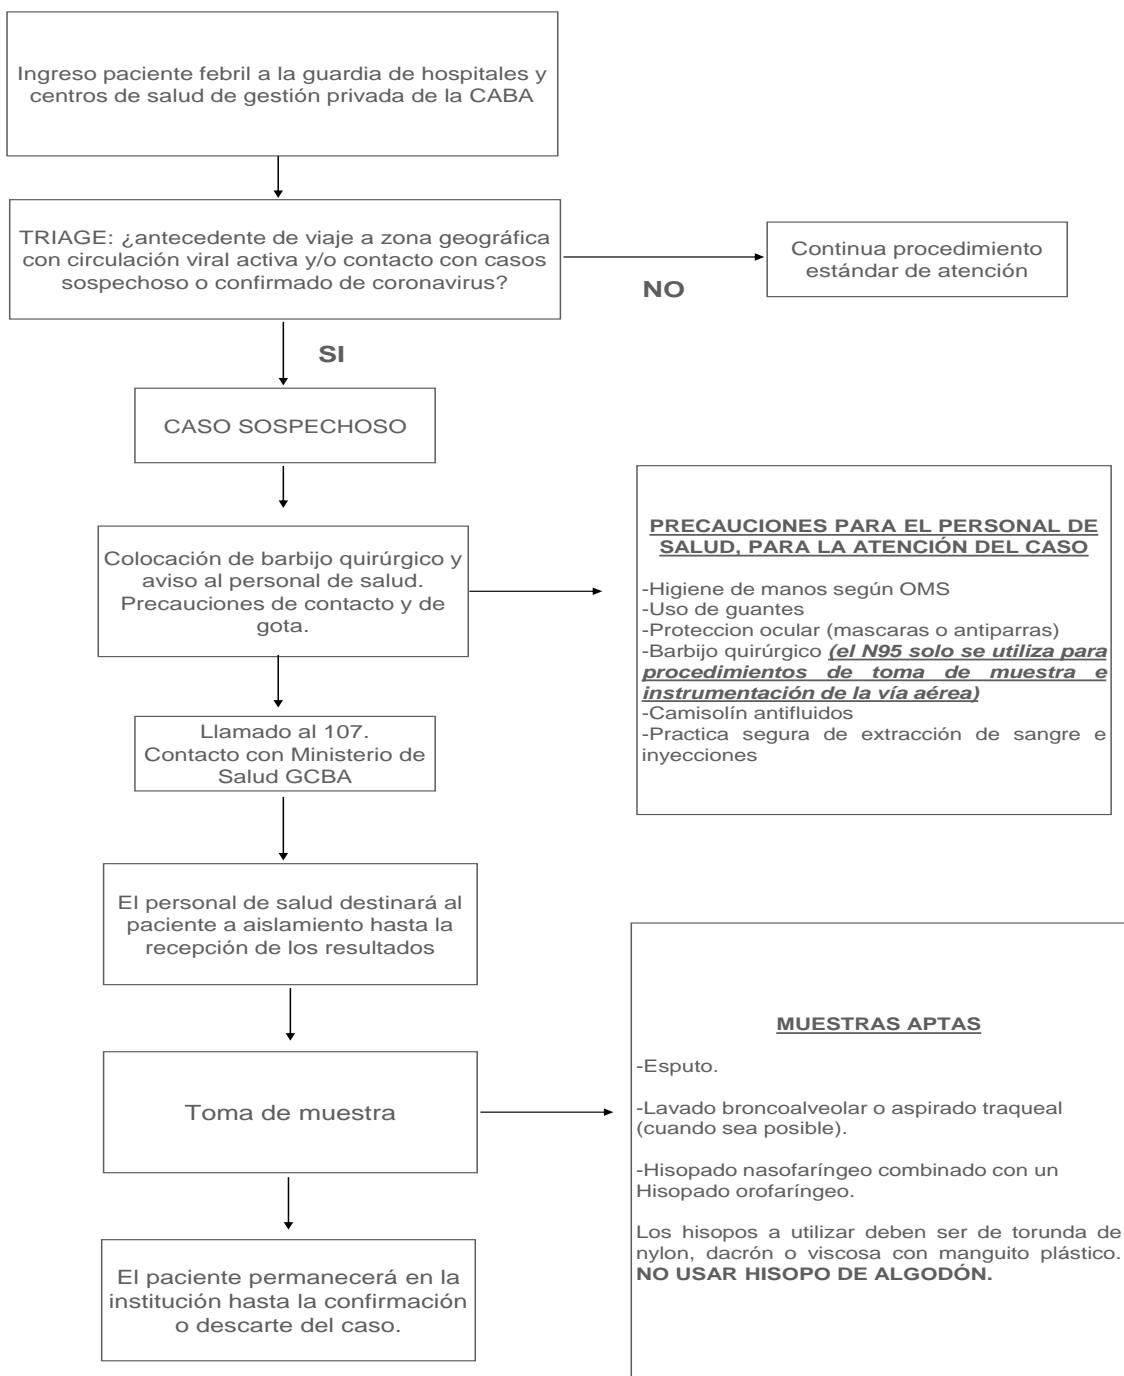 Ingreso paciente febril a la guardia de hospitales y
centros de salud de gestión privada de la CABA
TRIAGE: ¿antecedente de viaje a zona geográfica
con circulación viral activa y/o contacto con casos
sospechoso o confirmado de coronavirus?
NO
Continua procedimiento
estándar de atención
SI
CASO SOSPECHOSO
Colocación de barbijo quirúrgico y
aviso al personal de salud.
Precauciones de contacto y de
gota.
PRECAUCIONES PARA EL PERSONAL DE
SALUD, PARA LA ATENCIÓN DEL CASO
-Higiene de manos según OMS
-Uso de guantes
-Proteccion ocular (mascaras o antiparras)
-Barbijo quirúrgico (el N95 solo se utiliza para
procedimientos de toma de muestra e
instrumentación de la vía aérea)
-Camisolín antifluidos
-Practica segura de extracción de sangre e
inyecciones
Llamado al 107.
Contacto con Ministerio de
Salud GCBA
El personal de salud destinará al
paciente a aislamiento hasta la
recepción de los resultados
Toma de muestra
MUESTRAS APTAS
-Esputo.
-Lavado broncoalveolar o aspirado traqueal
(cuando sea posible).
-Hisopado nasofaríngeo combinado con un
Hisopado orofaríngeo.
Los hisopos a utilizar deben ser de torunda de
nylon, dacrón o viscosa con manguito plástico.
NO USAR HISOPO DE ALGODÓN.
El paciente permanecerá en la
institución hasta la confirmación
o descarte del caso.